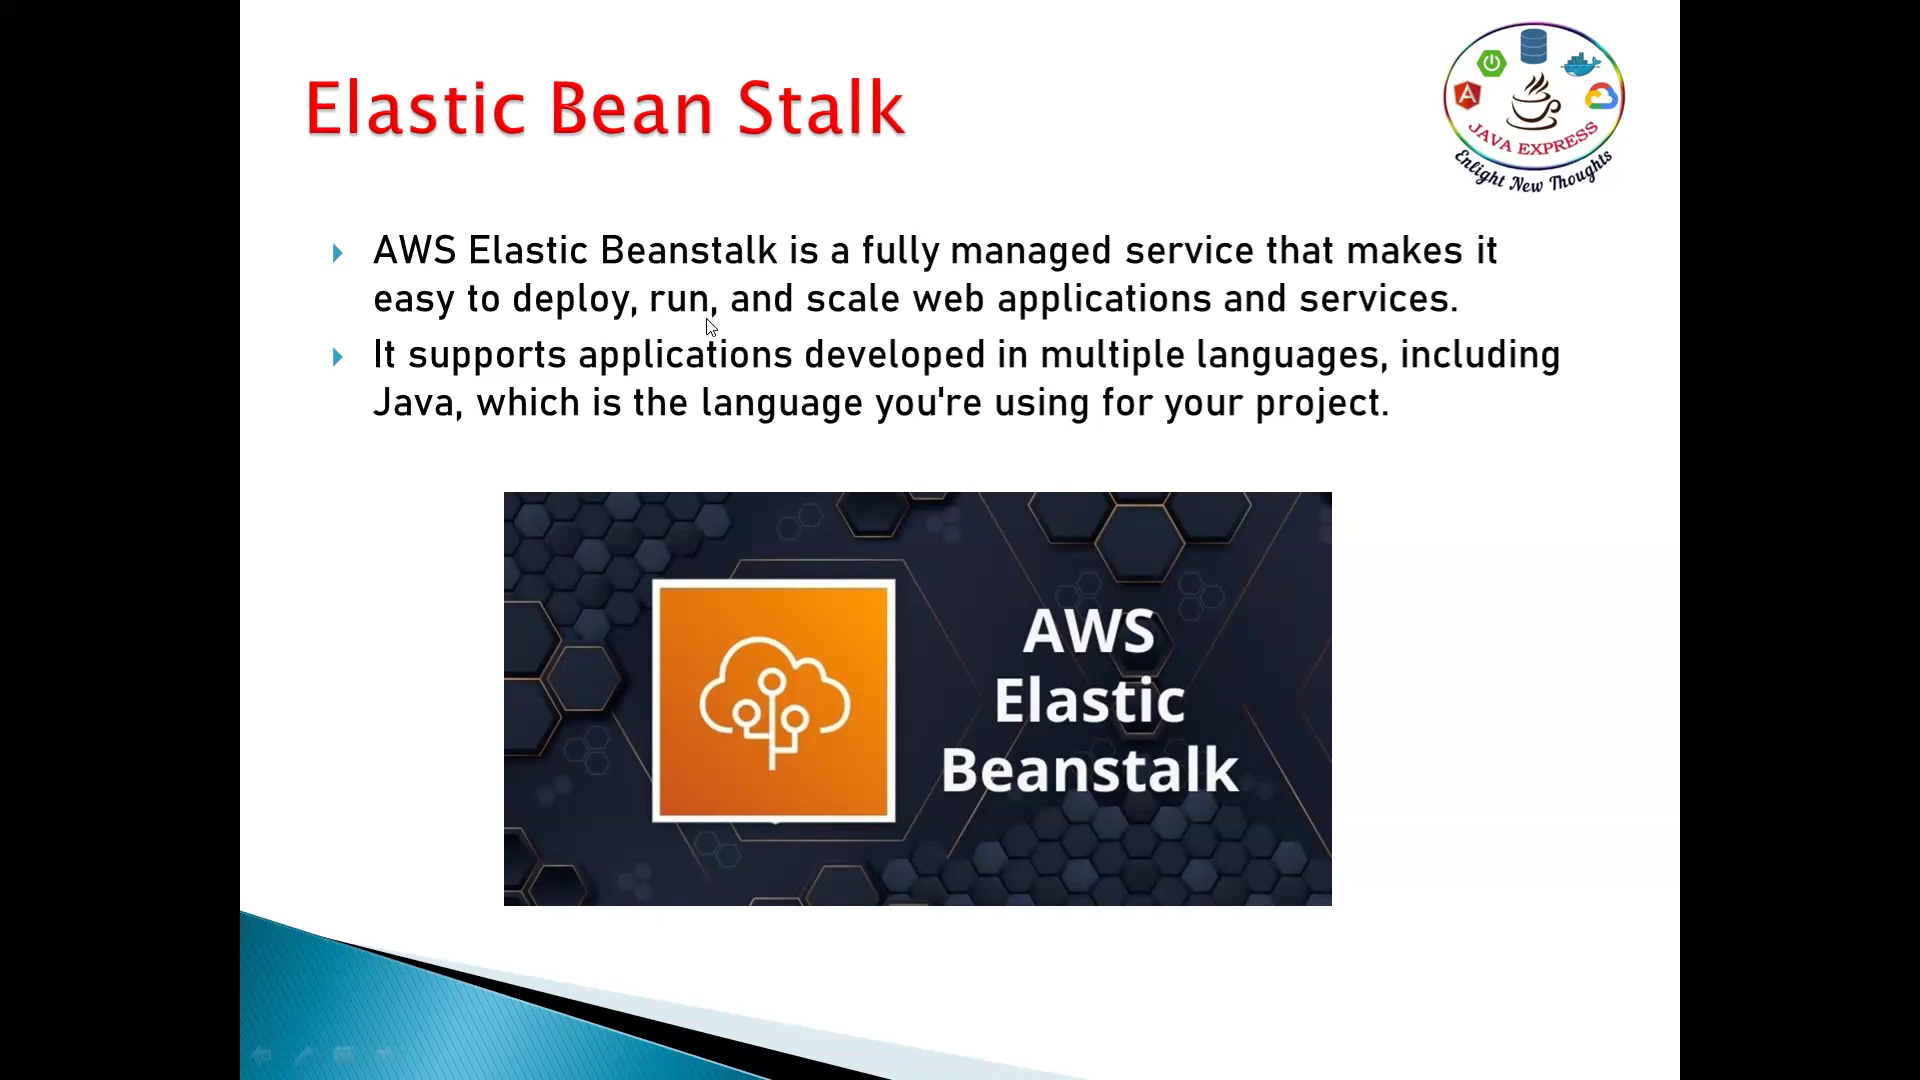 Elastic Bean Stalk
JAVA EXPRESS
Enlight New Thoughts
AWS Elastic Beanstalk is a fully managed service that makes it
easy to deploy, run, and scale web applications and services.
It supports applications developed in multiple languages, including
Java, which is the language you're using for your project.
AWS
Elastic
Beanstalk